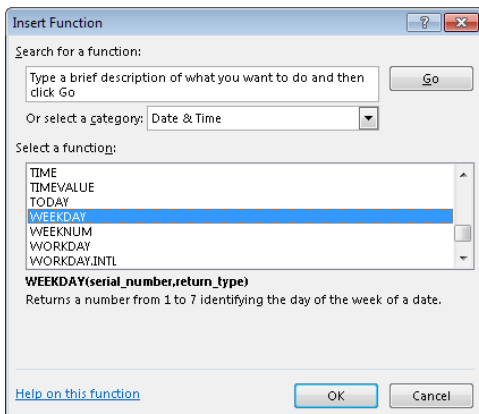 Insert Function
Search for a function:
Type a brief description of what you want to do and then
click Go
Go
Or select a category: Date & Time
Select a function:
TIME
TIMEVALUE
TODAY
WEEKDAY
WEEKNUM
WORKDAY
WORKDAY.INTL
WEEKDAY(serial_number,return_type)
Returns a number from 1 to 7 identifying the day of the week of a date.
Help on this function
OK
Cancel